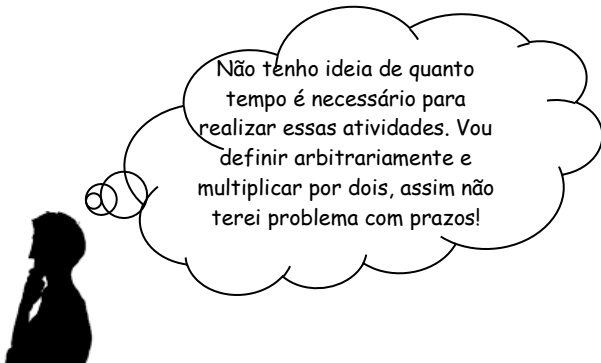 Não tenho ideia de quanto
tempo é necessário para
realizar essas atividades. Vou
definir arbitrariamente e
multiplicar por dois, assim não
terei problema com prazos!